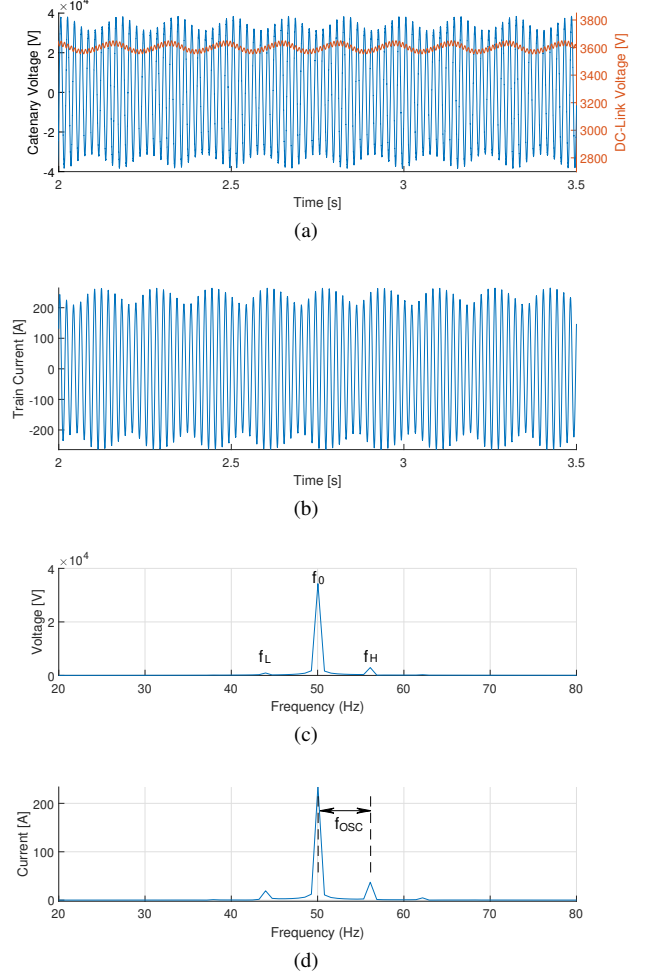 ×10⁴
4
2
0
-2
-4
Catenary Voltage [V]
3800
3600
3400
3200
3000
2800
DC-Link Voltage [V]
2
2.5
3
3.5
Time [s]
(a)
200
100
0
-100
-200
Train Current [A]
2
2.5
3
3.5
Time [s]
(b)
×10⁴
4
2
0
Voltage [V]
f₀
f_L
f_H
20
30
40
50
60
70
80
Frequency (Hz)
(c)
200
100
0
Current [A]
f_OSC
20
30
40
50
60
70
80
Frequency (Hz)
(d)